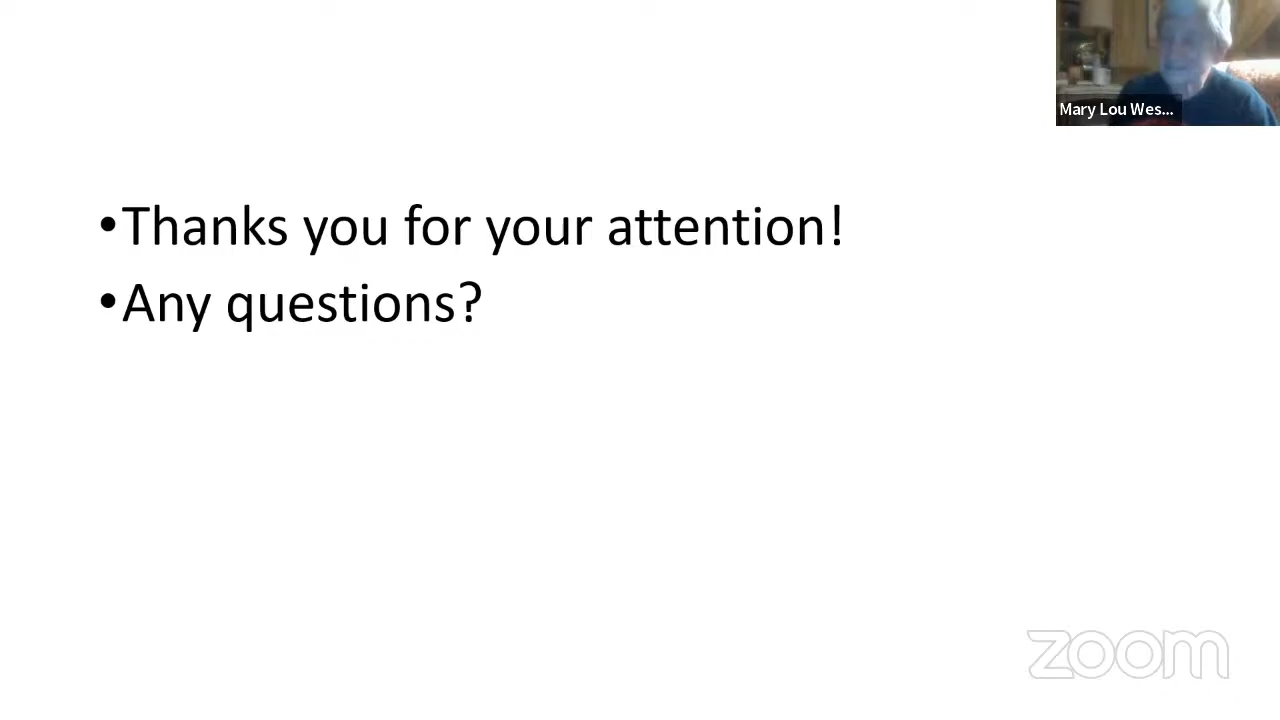 Mary Lou Wes...
•Thanks you for your attention!
•Any questions?
zoom